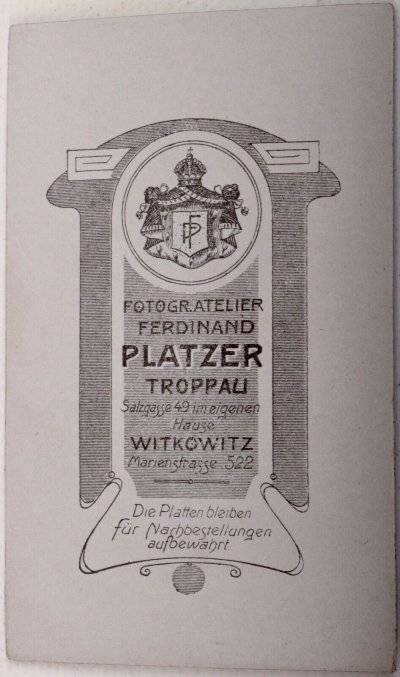 FP
FOTOGR. ATELIER
FERDINAND
PLATZER
TROPPAU
Salzgasse 49 im eigenen
Hause
WITKOWITZ
Marienstrasse 522
Die Platten bleiben
für Nachbestellungen
aufbewahrt